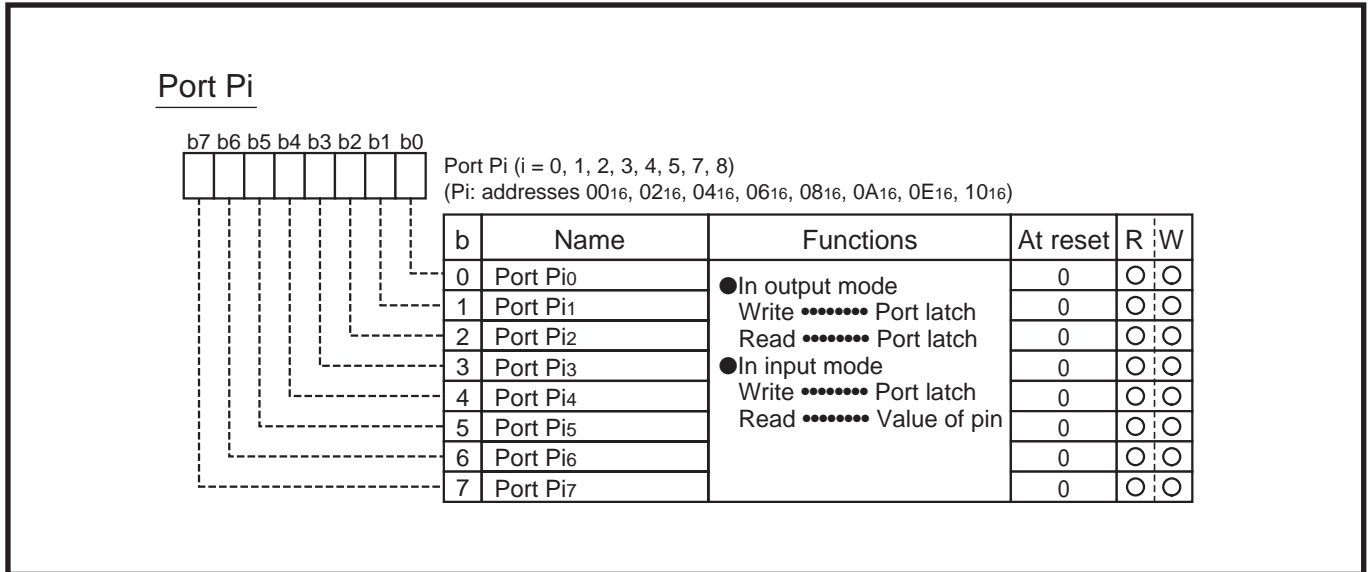 Port Pi
b7 b6 b5 b4 b3 b2 b1 b0
Port Pi (i = 0, 1, 2, 3, 4, 5, 7, 8)
(Pi: addresses 0016, 0216, 0416, 0616, 0816, 0A16, 0E16, 1016)
b Name Functions At reset R W
0 Port Pi0 0 ○ ○
1 Port Pi1 0 ○ ○
2 Port Pi2 0 ○ ○
3 Port Pi3 0 ○ ○
4 Port Pi4 0 ○ ○
5 Port Pi5 0 ○ ○
6 Port Pi6 0 ○ ○
7 Port Pi7 0 ○ ○
●In output mode
Write •••••••• Port latch
Read •••••••• Port latch
●In input mode
Write •••••••• Port latch
Read •••••••• Value of pin